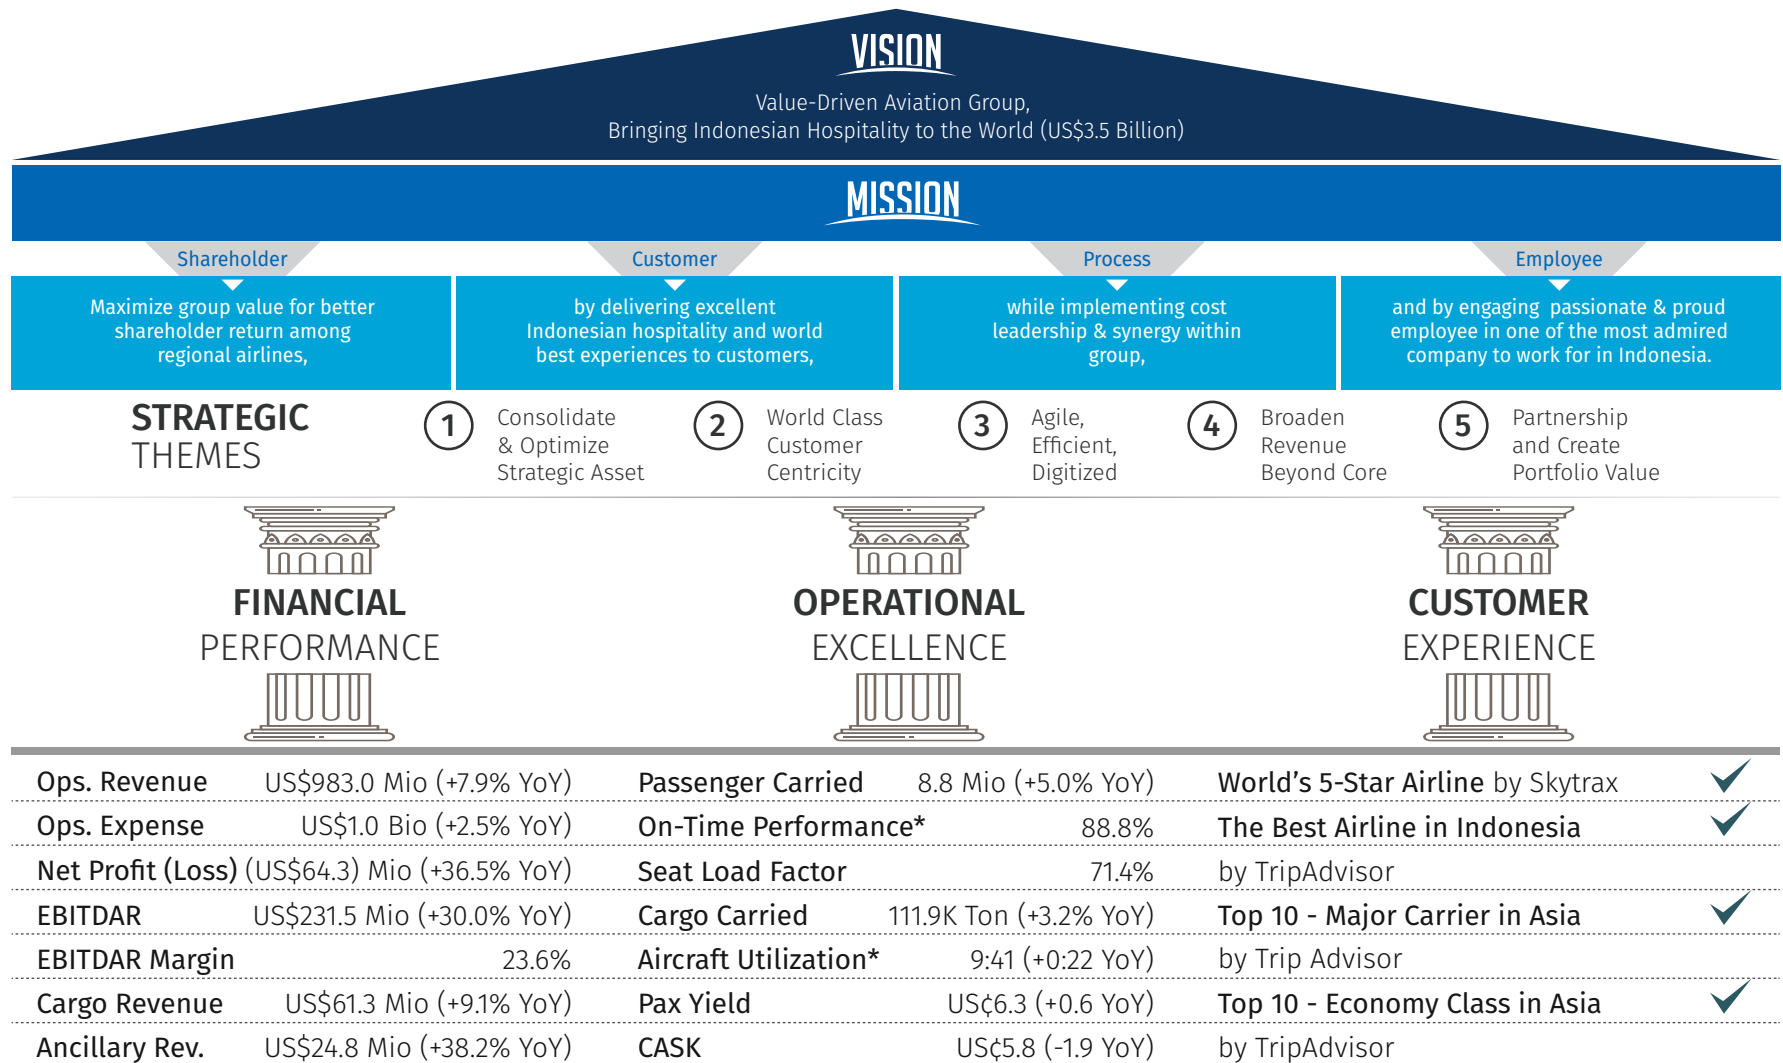 VISION
Value-Driven Aviation Group,
Bringing Indonesian Hospitality to the World (US$3.5 Billion)
MISSION
Shareholder
Maximize group value for better
shareholder return among
regional airlines,
Customer
by delivering excellent
Indonesian hospitality and world
best experiences to customers,
Process
while implementing cost
leadership & synergy within
group,
Employee
and by engaging passionate & proud
employee in one of the most admired
company to work for in Indonesia.
STRATEGIC
THEMES
1
Consolidate
& Optimize
Strategic Asset
2
World Class
Customer
Centricity
3
Agile,
Efficient,
Digitized
4
Broaden
Revenue
Beyond Core
5
Partnership
and Create
Portfolio Value
FINANCIAL
PERFORMANCE
Ops. Revenue US$983.0 Mio (+7.9% YoY)
Ops. Expense US$1.0 Bio (+2.5% YoY)
Net Profit (Loss) (US$64.3) Mio (+36.5% YoY)
EBITDAR US$231.5 Mio (+30.0% YoY)
EBITDAR Margin 23.6%
Cargo Revenue US$61.3 Mio (+9.1% YoY)
Ancillary Rev. US$24.8 Mio (+38.2% YoY)
OPERATIONAL
EXCELLENCE
Passenger Carried 8.8 Mio (+5.0% YoY)
On-Time Performance* 88.8%
Seat Load Factor 71.4%
Cargo Carried 111.9K Ton (+3.2% YoY)
Aircraft Utilization* 9:41 (+0:22 YoY)
Pax Yield US¢6.3 (+0.6 YoY)
CASK US¢5.8 (-1.9 YoY)
CUSTOMER
EXPERIENCE
World's 5-Star Airline by Skytrax
The Best Airline in Indonesia
by TripAdvisor
Top 10 - Major Carrier in Asia
by Trip Advisor
Top 10 - Economy Class in Asia
by TripAdvisor